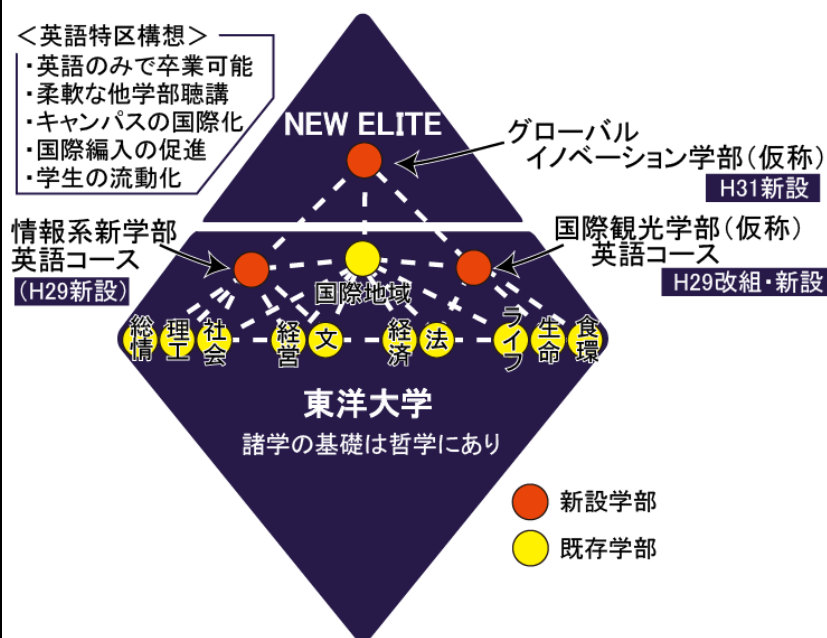 <英語特区構想>
・英語のみで卒業可能
・柔軟な他学部聴講
・キャンパスの国際化
・国際編入の促進
・学生の流動化
NEW ELITE
グローバル
イノベーション学部(仮称)
H31新設
情報系新学部
英語コース
(H29新設)
国際観光学部(仮称)
英語コース
H29改組・新設
国際地域
総情
理工
社会
経営
文
経済
法
ライフ
生命
食環
東洋大学
諸学の基礎は哲学にあり
新設学部
既存学部